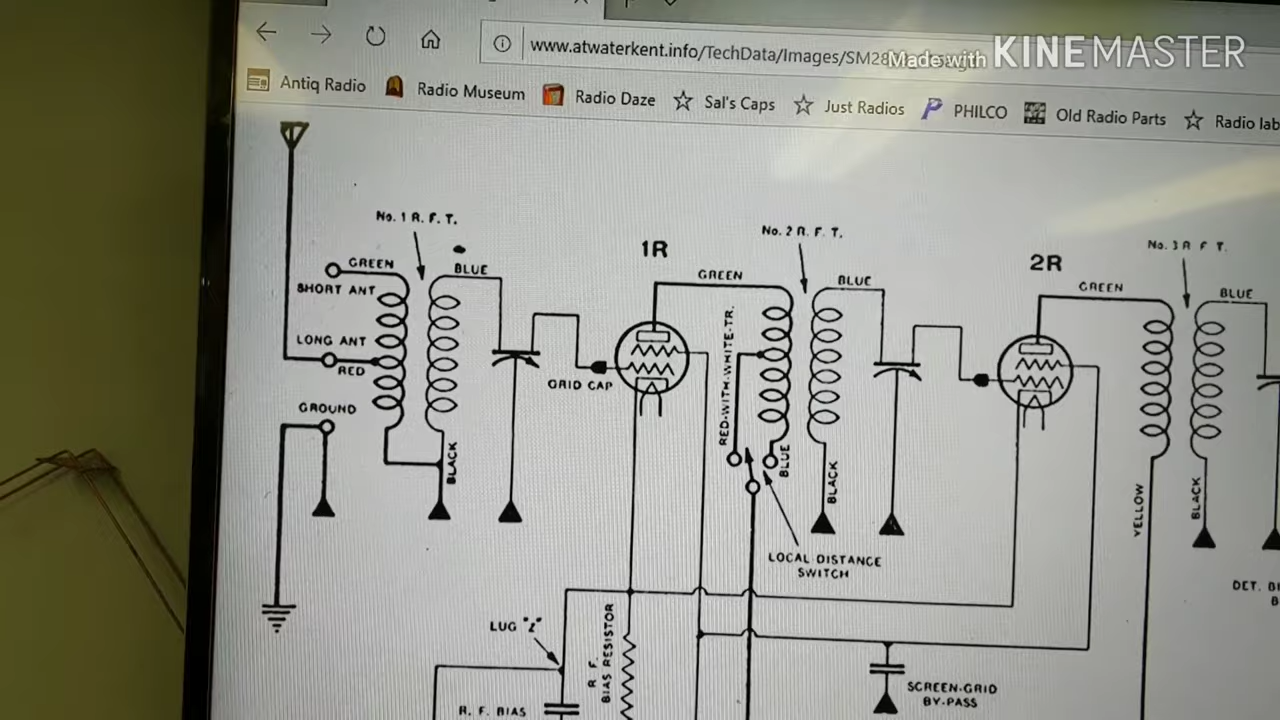 www.atwaterkent.info/TechData/Images/SM28
Made with KINEMASTER
Antiq Radio
Radio Museum
Radio Daze
Sal's Caps
Just Radios
PHILCO
Old Radio Parts
Radio lab
No. 1 R. F. T.
1R
No. 2 R. F. T.
2R
No. 3 R F T.
GREEN
BLUE
GREEN
BLUE
GREEN
BLUE
SHORT ANT
LONG ANT
RED
GRID CAP
RED-WITH-WHITE-TR.
GROUND
BLACK
BLUE
BLACK
YELLOW
BLACK
LOCAL-DISTANCE
SWITCH
LUG "Z"
R. F.
BIAS RESISTOR
R. F. BIAS
SCREEN-GRID
BY-PASS
DET.